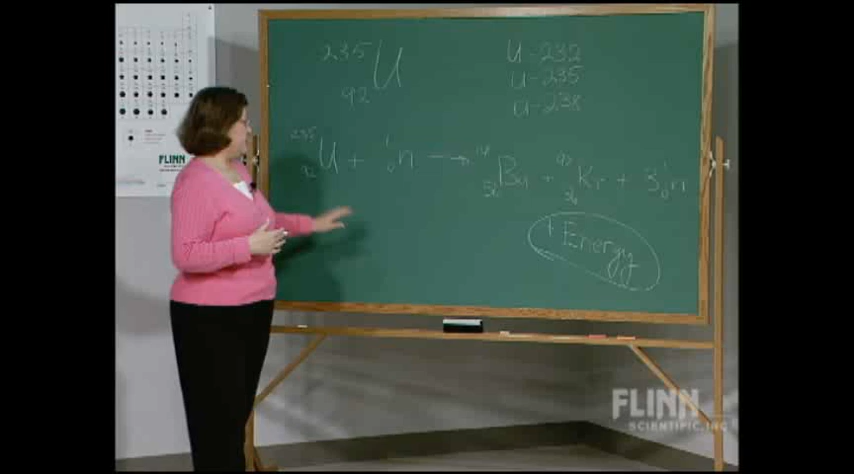 235
92 U
U-232
U-235
U-238
235
92 U + 1
0 n → 141
56 Ba + 92
36 Kr + 3 1
0 n
+ Energy
FLINN
FLINN
SCIENTIFIC, INC